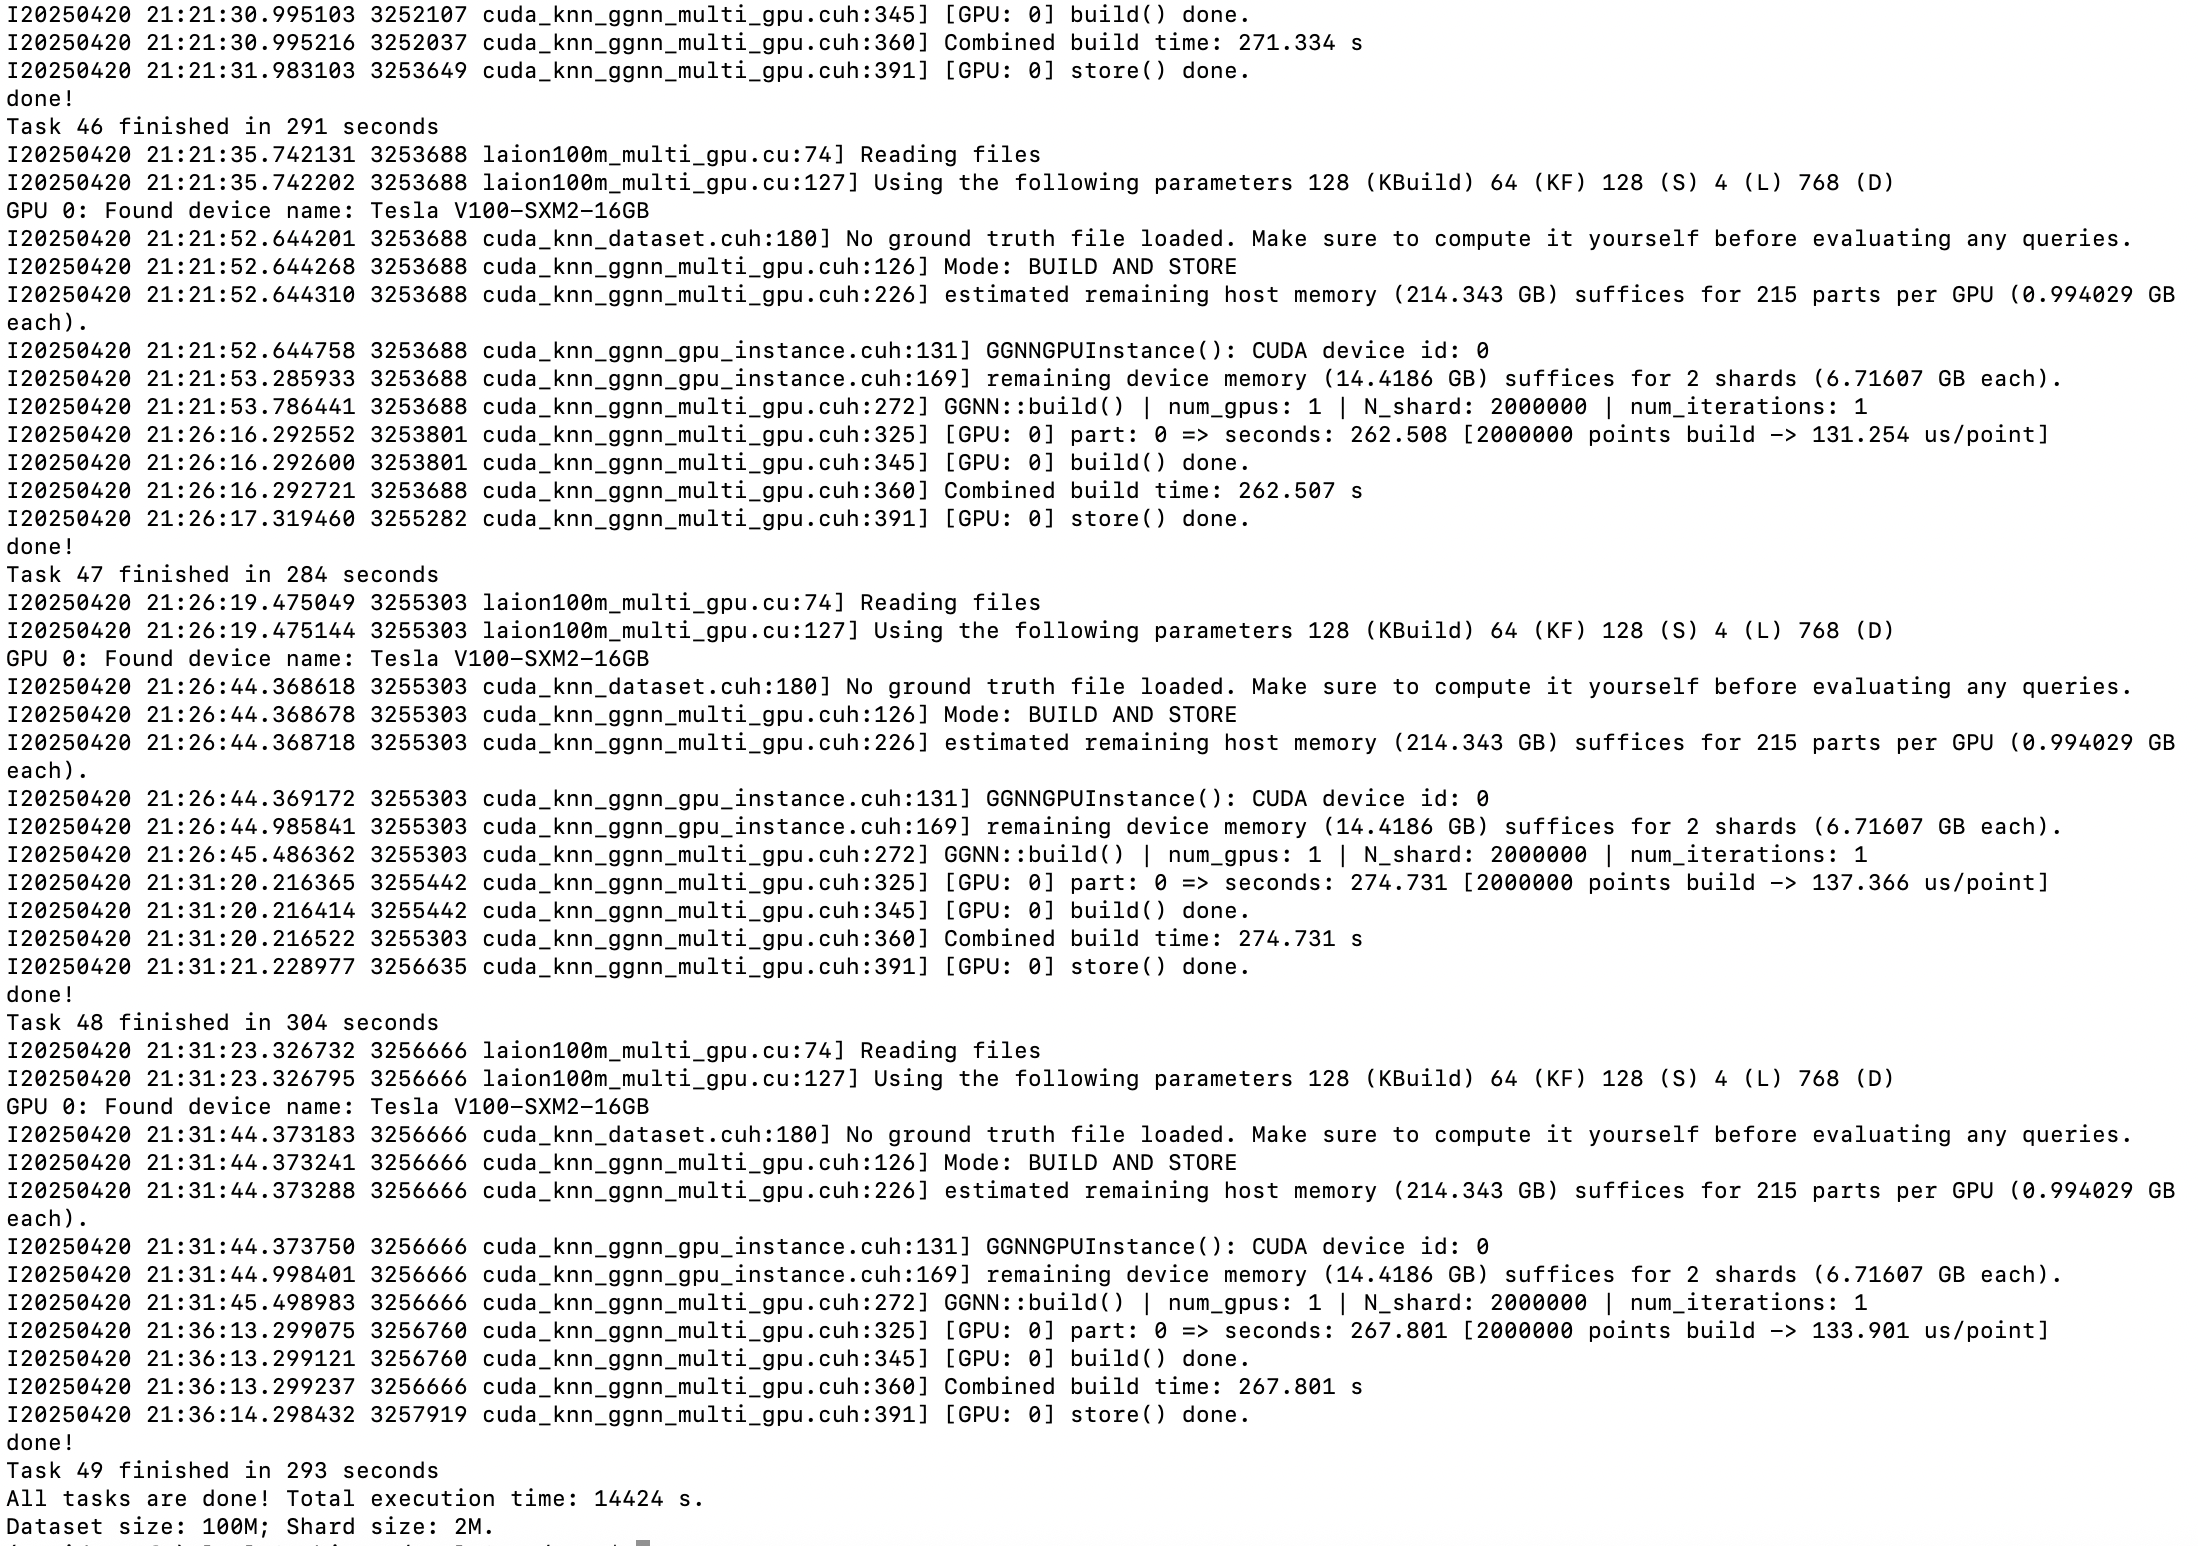 I20250420 21:21:30.995103 3252107 cuda_knn_ggnn_multi_gpu.cuh:345] [GPU: 0] build() done.
I20250420 21:21:30.995216 3252037 cuda_knn_ggnn_multi_gpu.cuh:360] Combined build time: 271.334 s
I20250420 21:21:31.983103 3253649 cuda_knn_ggnn_multi_gpu.cuh:391] [GPU: 0] store() done.
done!
Task 46 finished in 291 seconds
I20250420 21:21:35.742131 3253688 laion100m_multi_gpu.cu:74] Reading files
I20250420 21:21:35.742202 3253688 laion100m_multi_gpu.cu:127] Using the following parameters 128 (KBuild) 64 (KF) 128 (S) 4 (L) 768 (D)
GPU 0: Found device name: Tesla V100-SXM2-16GB
I20250420 21:21:52.644201 3253688 cuda_knn_dataset.cuh:180] No ground truth file loaded. Make sure to compute it yourself before evaluating any queries.
I20250420 21:21:52.644268 3253688 cuda_knn_ggnn_multi_gpu.cuh:126] Mode: BUILD AND STORE
I20250420 21:21:52.644310 3253688 cuda_knn_ggnn_multi_gpu.cuh:226] estimated remaining host memory (214.343 GB) suffices for 215 parts per GPU (0.994029 GB
each).
I20250420 21:21:52.644758 3253688 cuda_knn_ggnn_gpu_instance.cuh:131] GGNNGPUInstance(): CUDA device id: 0
I20250420 21:21:53.285933 3253688 cuda_knn_ggnn_gpu_instance.cuh:169] remaining device memory (14.4186 GB) suffices for 2 shards (6.71607 GB each).
I20250420 21:21:53.786441 3253688 cuda_knn_ggnn_multi_gpu.cuh:272] GGNN::build() | num_gpus: 1 | N_shard: 2000000 | num_iterations: 1
I20250420 21:26:16.292552 3253801 cuda_knn_ggnn_multi_gpu.cuh:325] [GPU: 0] part: 0 => seconds: 262.508 [2000000 points build -> 131.254 us/point]
I20250420 21:26:16.292600 3253801 cuda_knn_ggnn_multi_gpu.cuh:345] [GPU: 0] build() done.
I20250420 21:26:16.292721 3253688 cuda_knn_ggnn_multi_gpu.cuh:360] Combined build time: 262.507 s
I20250420 21:26:17.319460 3255282 cuda_knn_ggnn_multi_gpu.cuh:391] [GPU: 0] store() done.
done!
Task 47 finished in 284 seconds
I20250420 21:26:19.475049 3255303 laion100m_multi_gpu.cu:74] Reading files
I20250420 21:26:19.475144 3255303 laion100m_multi_gpu.cu:127] Using the following parameters 128 (KBuild) 64 (KF) 128 (S) 4 (L) 768 (D)
GPU 0: Found device name: Tesla V100-SXM2-16GB
I20250420 21:26:44.368618 3255303 cuda_knn_dataset.cuh:180] No ground truth file loaded. Make sure to compute it yourself before evaluating any queries.
I20250420 21:26:44.368678 3255303 cuda_knn_ggnn_multi_gpu.cuh:126] Mode: BUILD AND STORE
I20250420 21:26:44.368718 3255303 cuda_knn_ggnn_multi_gpu.cuh:226] estimated remaining host memory (214.343 GB) suffices for 215 parts per GPU (0.994029 GB
each).
I20250420 21:26:44.369172 3255303 cuda_knn_ggnn_gpu_instance.cuh:131] GGNNGPUInstance(): CUDA device id: 0
I20250420 21:26:44.985841 3255303 cuda_knn_ggnn_gpu_instance.cuh:169] remaining device memory (14.4186 GB) suffices for 2 shards (6.71607 GB each).
I20250420 21:26:45.486362 3255303 cuda_knn_ggnn_multi_gpu.cuh:272] GGNN::build() | num_gpus: 1 | N_shard: 2000000 | num_iterations: 1
I20250420 21:31:20.216365 3255442 cuda_knn_ggnn_multi_gpu.cuh:325] [GPU: 0] part: 0 => seconds: 274.731 [2000000 points build -> 137.366 us/point]
I20250420 21:31:20.216414 3255442 cuda_knn_ggnn_multi_gpu.cuh:345] [GPU: 0] build() done.
I20250420 21:31:20.216522 3255303 cuda_knn_ggnn_multi_gpu.cuh:360] Combined build time: 274.731 s
I20250420 21:31:21.228977 3256635 cuda_knn_ggnn_multi_gpu.cuh:391] [GPU: 0] store() done.
done!
Task 48 finished in 304 seconds
I20250420 21:31:23.326732 3256666 laion100m_multi_gpu.cu:74] Reading files
I20250420 21:31:23.326795 3256666 laion100m_multi_gpu.cu:127] Using the following parameters 128 (KBuild) 64 (KF) 128 (S) 4 (L) 768 (D)
GPU 0: Found device name: Tesla V100-SXM2-16GB
I20250420 21:31:44.373183 3256666 cuda_knn_dataset.cuh:180] No ground truth file loaded. Make sure to compute it yourself before evaluating any queries.
I20250420 21:31:44.373241 3256666 cuda_knn_ggnn_multi_gpu.cuh:126] Mode: BUILD AND STORE
I20250420 21:31:44.373288 3256666 cuda_knn_ggnn_multi_gpu.cuh:226] estimated remaining host memory (214.343 GB) suffices for 215 parts per GPU (0.994029 GB
each).
I20250420 21:31:44.373750 3256666 cuda_knn_ggnn_gpu_instance.cuh:131] GGNNGPUInstance(): CUDA device id: 0
I20250420 21:31:44.998401 3256666 cuda_knn_ggnn_gpu_instance.cuh:169] remaining device memory (14.4186 GB) suffices for 2 shards (6.71607 GB each).
I20250420 21:31:45.498983 3256666 cuda_knn_ggnn_multi_gpu.cuh:272] GGNN::build() | num_gpus: 1 | N_shard: 2000000 | num_iterations: 1
I20250420 21:36:13.299075 3256760 cuda_knn_ggnn_multi_gpu.cuh:325] [GPU: 0] part: 0 => seconds: 267.801 [2000000 points build -> 133.901 us/point]
I20250420 21:36:13.299121 3256760 cuda_knn_ggnn_multi_gpu.cuh:345] [GPU: 0] build() done.
I20250420 21:36:13.299237 3256666 cuda_knn_ggnn_multi_gpu.cuh:360] Combined build time: 267.801 s
I20250420 21:36:14.298432 3257919 cuda_knn_ggnn_multi_gpu.cuh:391] [GPU: 0] store() done.
done!
Task 49 finished in 293 seconds
All tasks are done! Total execution time: 14424 s.
Dataset size: 100M; Shard size: 2M.